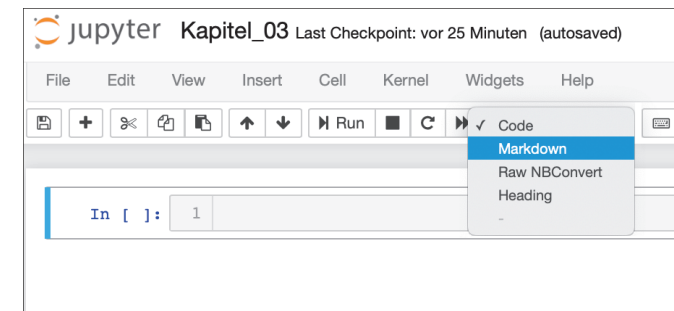 jupyter Kapitel_03 Last Checkpoint: vor 25 Minuten (autosaved)
File Edit View Insert Cell Kernel Widgets Help
Run ✓ Code
Markdown
Raw NBConvert
Heading
-
In [ ]: 1